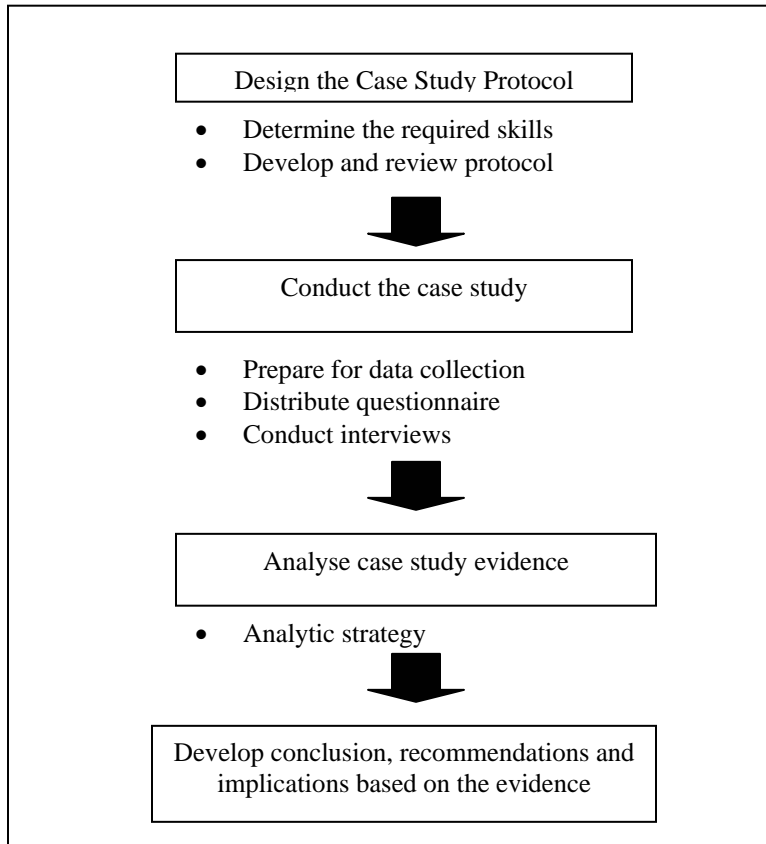 Design the Case Study Protocol
• Determine the required skills
• Develop and review protocol
Conduct the case study
• Prepare for data collection
• Distribute questionnaire
• Conduct interviews
Analyse case study evidence
• Analytic strategy
Develop conclusion, recommendations and
implications based on the evidence